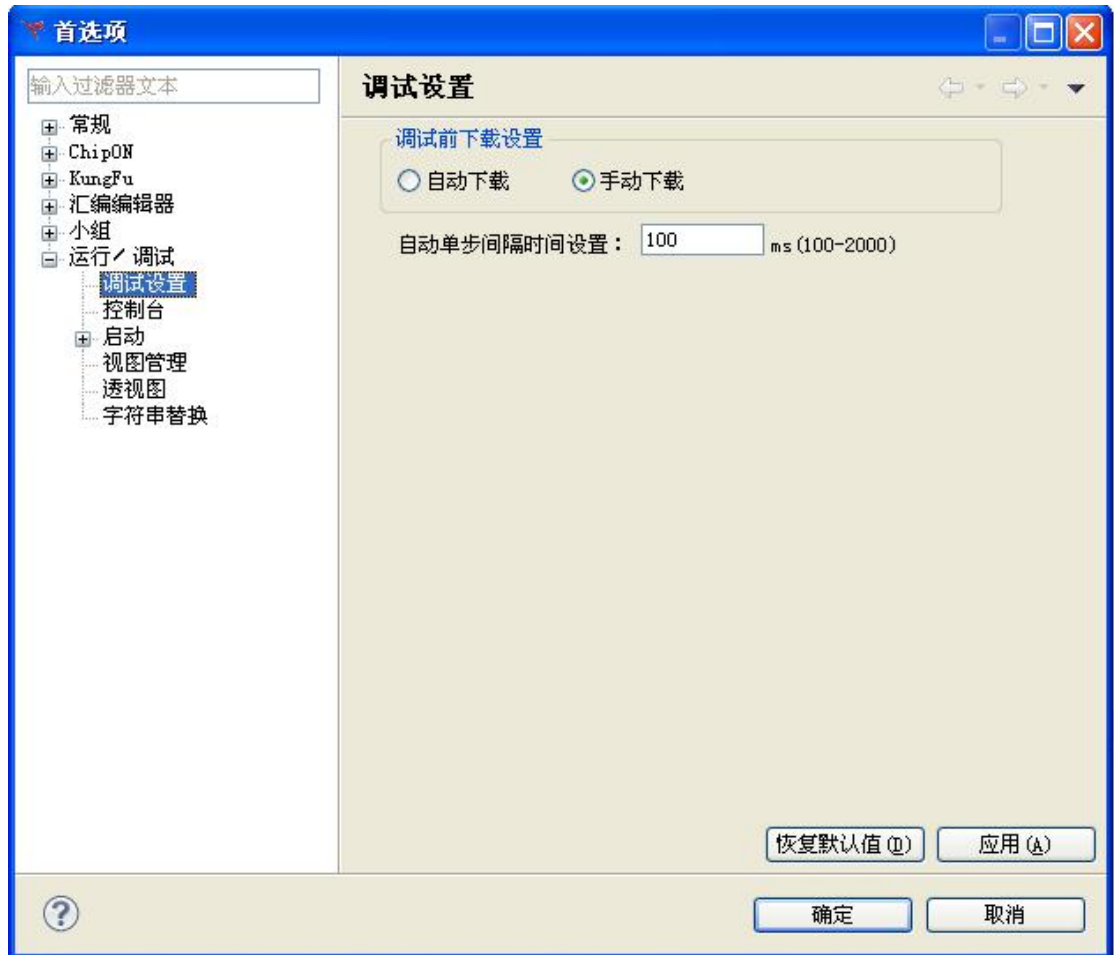 首选项
输入过滤器文本
常规
ChipON
KungFu
汇编编辑器
小组
运行/调试
调试设置
控制台
启动
视图管理
透视图
字符串替换
调试设置
调试前下载设置
自动下载 手动下载
自动单步间隔时间设置： 100 ms(100-2000)
恢复默认值(D) 应用(A)
确定 取消